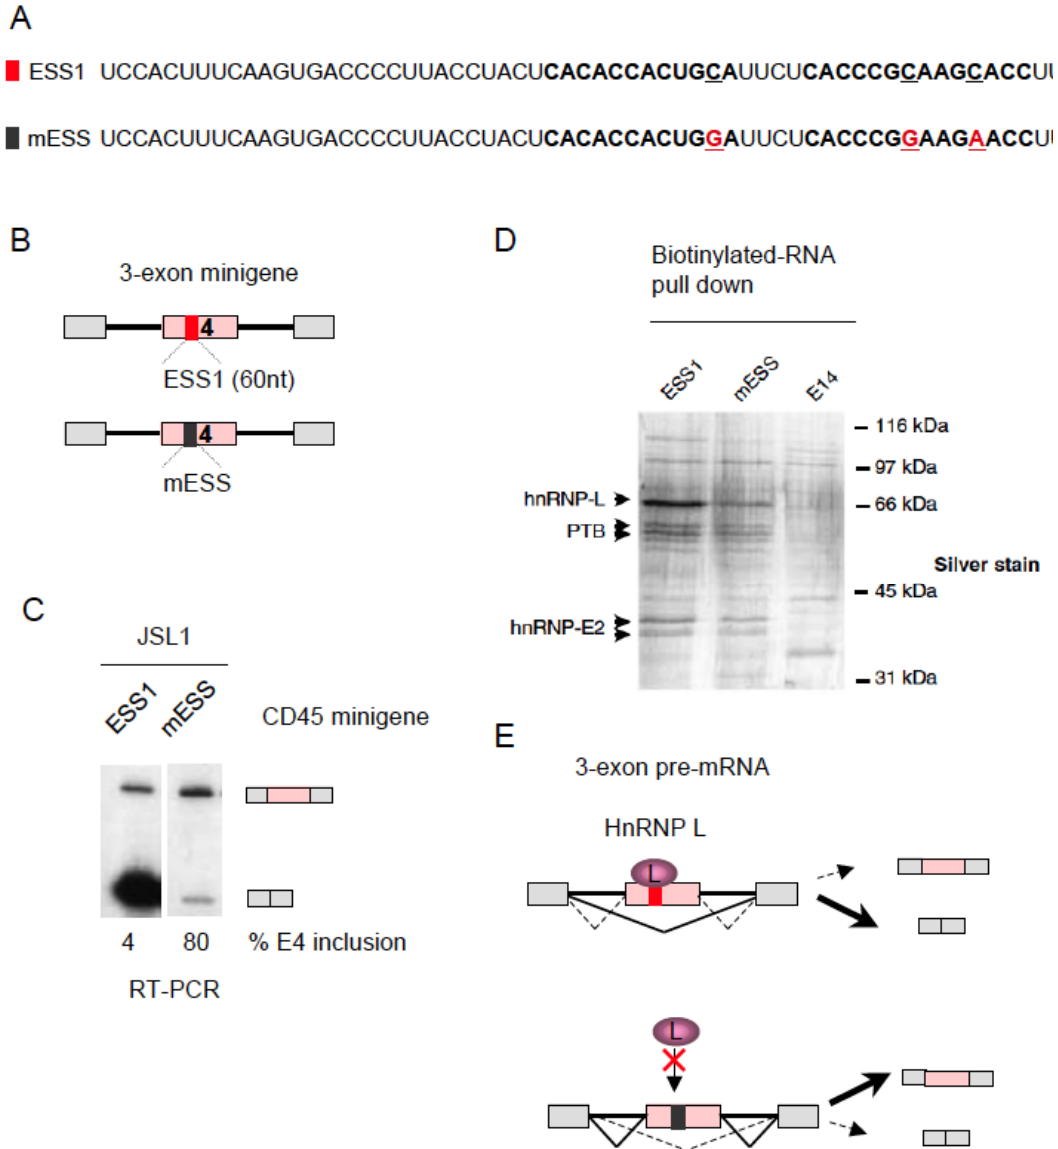 A
ESS1 UCCACUUUCAAGUGACCCCUUACCUACUCACACCACUGCAUUCUCACCCGCAAGCACCUU
mESS UCCACUUUCAAGUGACCCCUUACCUACUCACACCACUGGAUUCUCACCCGGAAGAACCUU
B
3-exon minigene
4
ESS1 (60nt)
4
mESS
C
JSL1
ESS1 mESS
CD45 minigene
4 80 % E4 inclusion
RT-PCR
D
Biotinylated-RNA
pull down
ESS1 mESS E14
116 kDa
97 kDa
hnRNP-L
66 kDa
PTB
Silver stain
45 kDa
hnRNP-E2
31 kDa
E
3-exon pre-mRNA
HnRNP L
L
L